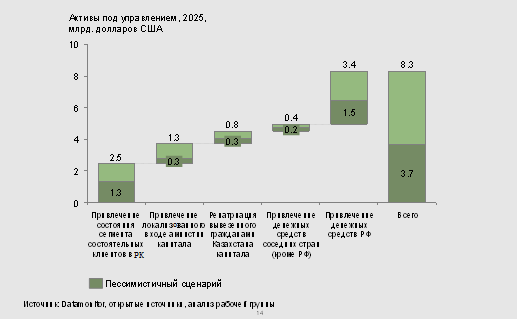 Активы под управлением, 2025,
млрд. долларов США
10
8
6
4
2
0
2.5
1.3
1.3
0.3
0.8
0.3
0.4
0.2
3.4
1.5
8.3
3.7
Привлечение
состояния
сегмента
состоятельных
клиентов в РК
Привлечение
локализованного
в ходе амнистии
капитала
Репатриация
вывезенного
гражданами
Казахстана
капитала
Привлечение
денежных
средств
соседних стран
(кроме РФ)
Привлечение
денежных
средств РФ
Всего
Пессимистичный сценарий
Источник: Datamonitor, открытые источники, анализ рабочей группы
14